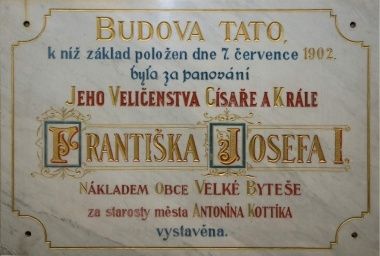 BUDOVA TATO,
k níž základ položen dne 7. července 1902.
byla za panování
JEHO VELIČENSTVA CÍSAŘE A KRÁLE
FRANTIŠKA JOSEFA I.
NÁKLADEM OBCE VELKÉ BYTEŠE
za starosty města ANTONÍNA KOTTÍKA
vystavěna.